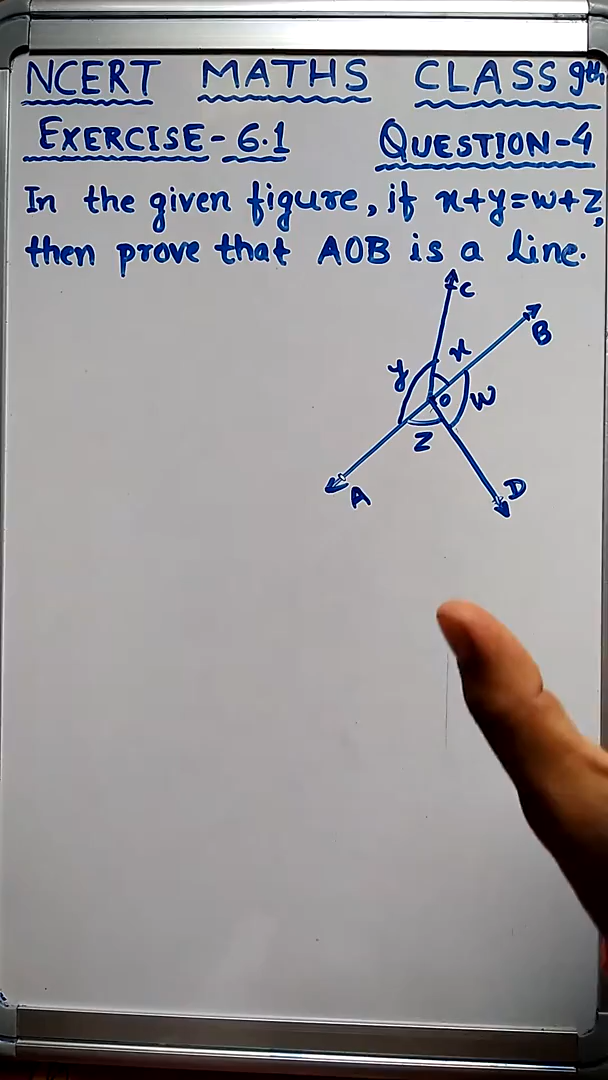 NCERT MATHS CLASS 9th
EXERCISE-6.1 QUESTION-4
In the given figure, if x+y=w+z,
then prove that AOB is a line.
C
B
x
y
O
w
z
A
D